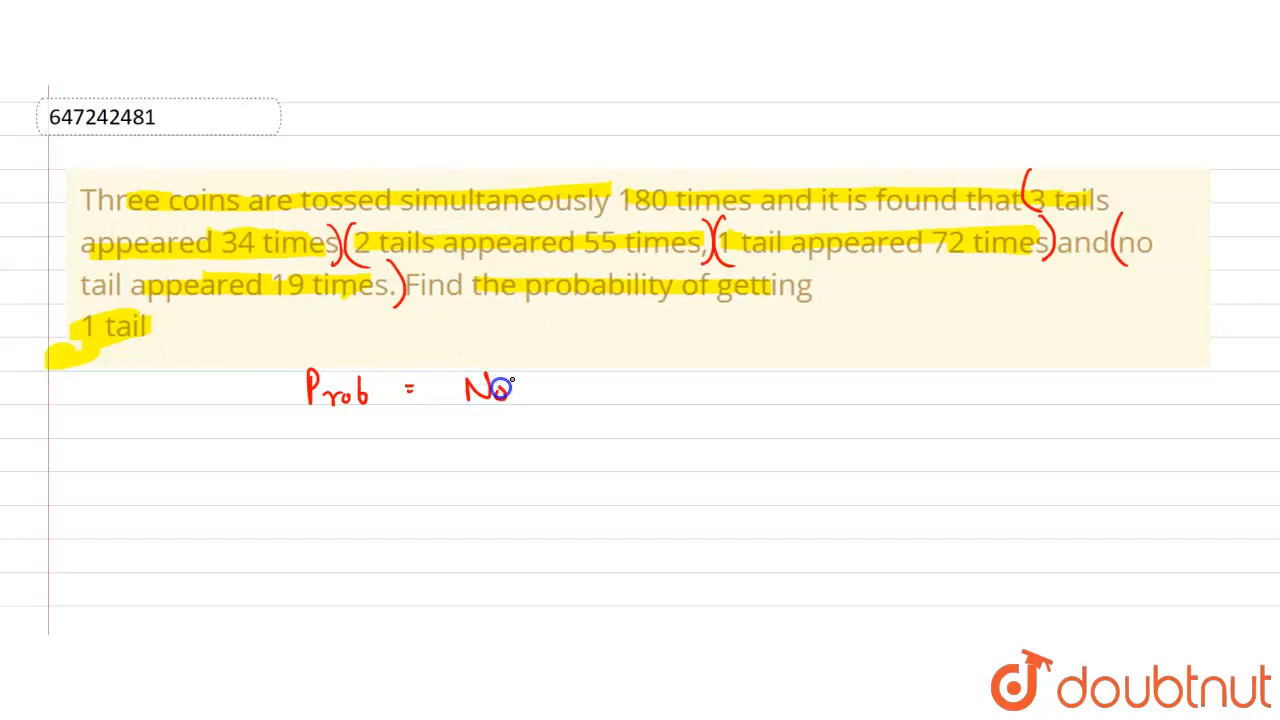 647242481
Three coins are tossed simultaneously 180 times and it is found that (3 tails
appeared 34 times) (2 tails appeared 55 times,) (1 tail appeared 72 times) and (no
tail appeared 19 times.) Find the probability of getting
1 tail
Prob = No
doubtnut